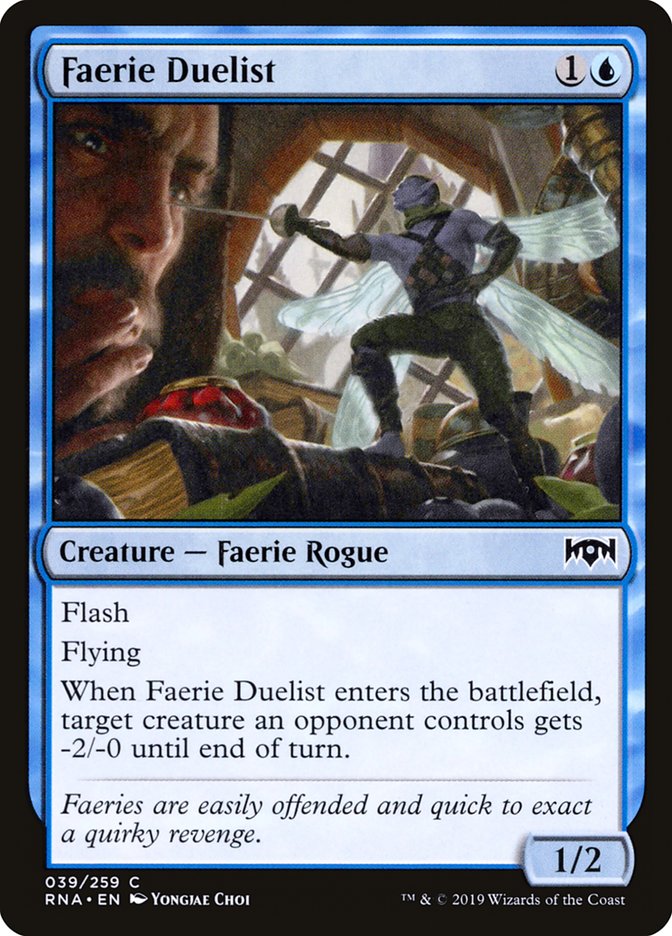 Faerie Duelist 1
Creature — Faerie Rogue
Flash
Flying
When Faerie Duelist enters the battlefield,
target creature an opponent controls gets
-2/-0 until end of turn.
Faeries are easily offended and quick to exact
a quirky revenge.
1/2
039/259 C
RNA • EN Yongjae Choi
™ & © 2019 Wizards of the Coast